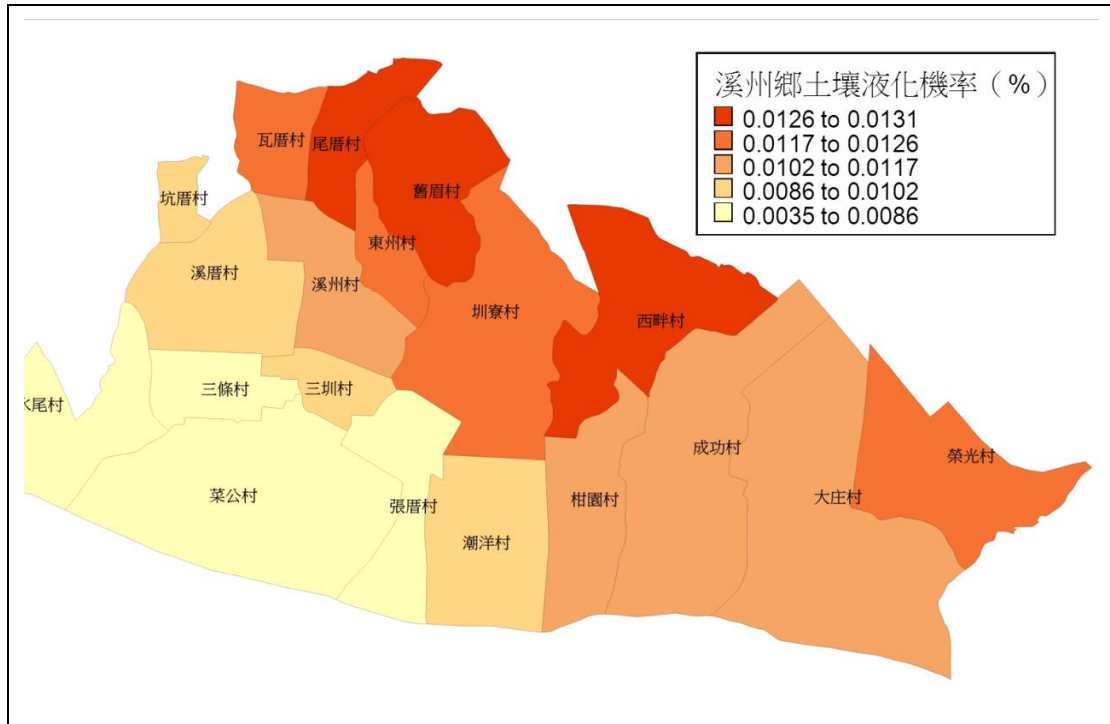 溪州鄉土壤液化機率（%）
0.0126 to 0.0131
0.0117 to 0.0126
0.0102 to 0.0117
0.0086 to 0.0102
0.0035 to 0.0086
瓦厝村
尾厝村
舊眉村
坑厝村
東州村
溪厝村
溪州村
圳寮村
西畔村
三條村
三圳村
水尾村
成功村
榮光村
菜公村
張厝村
柑園村
大庄村
潮洋村